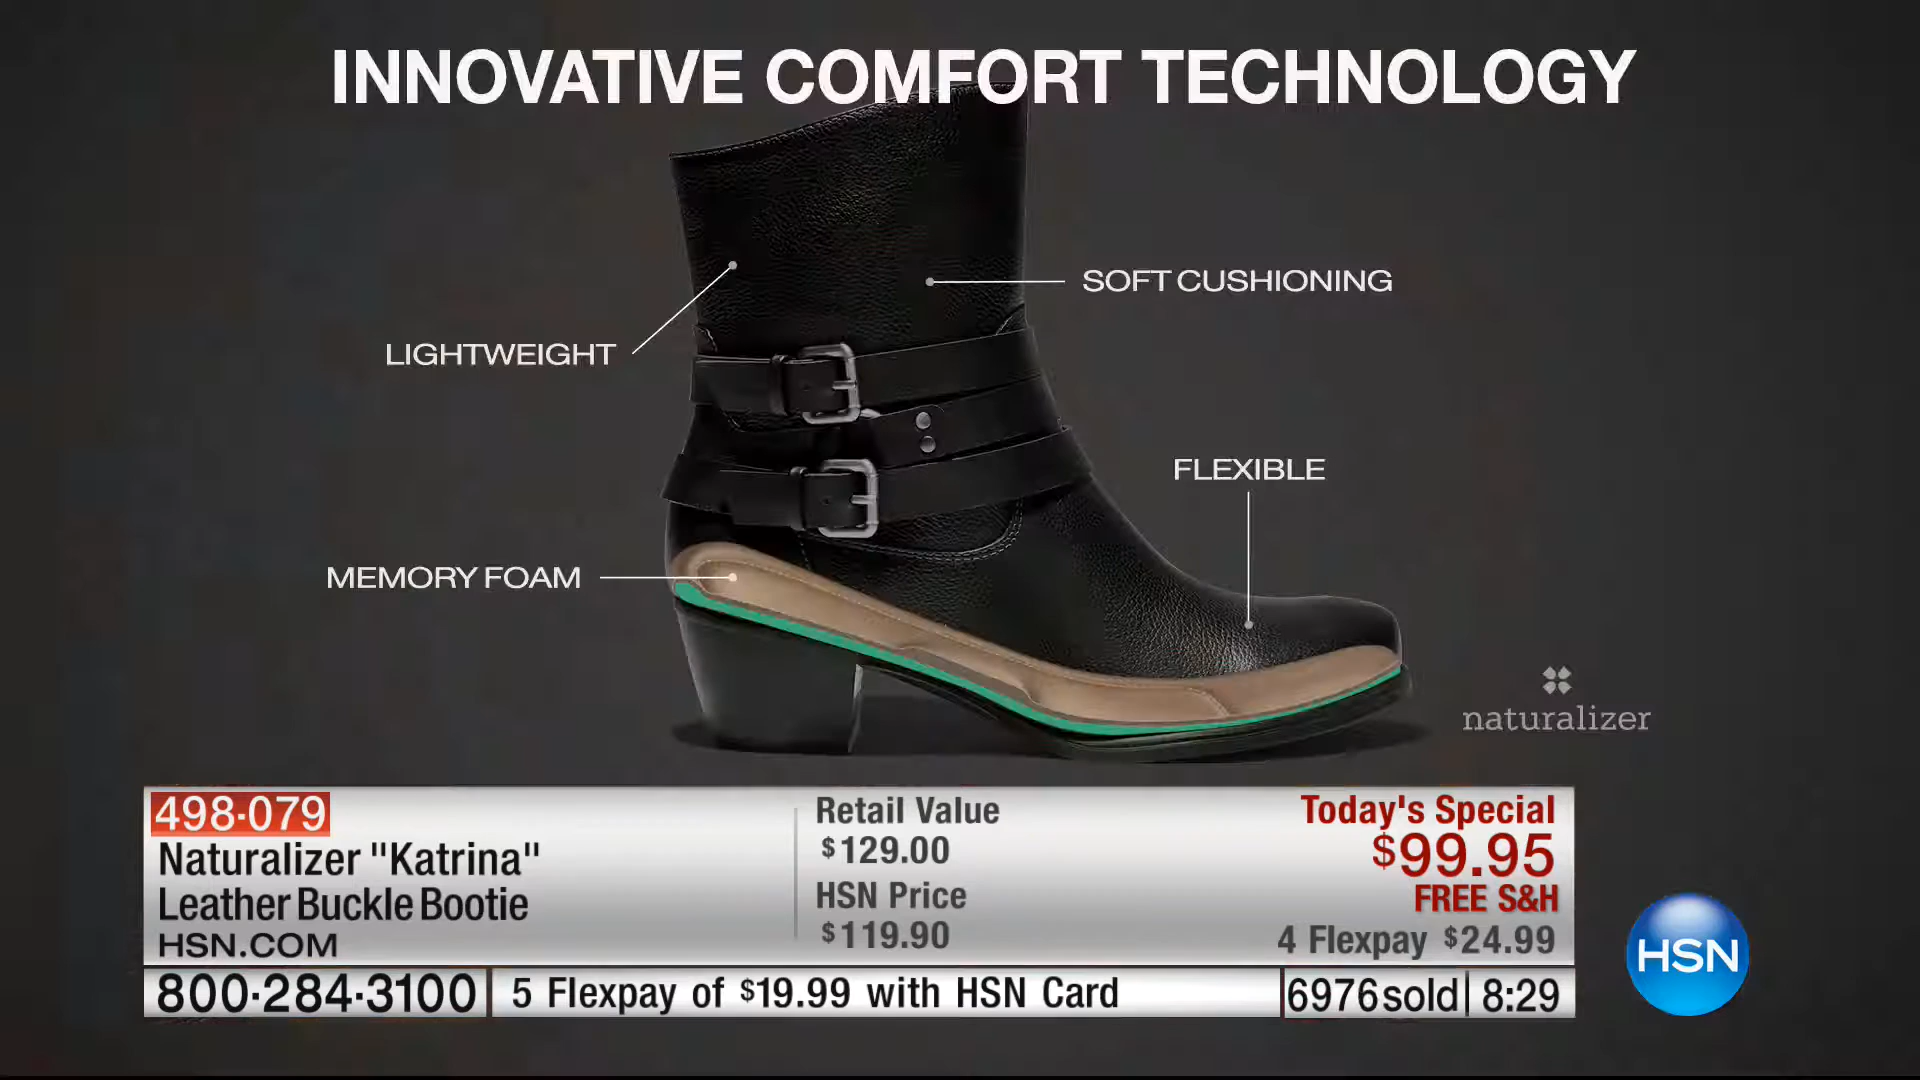 INNOVATIVE COMFORT TECHNOLOGY
SOFT CUSHIONING
LIGHTWEIGHT
FLEXIBLE
MEMORY FOAM
naturalizer
498·079
Naturalizer "Katrina"
Leather Buckle Bootie
HSN.COM
Retail Value
$129.00
HSN Price
$119.90
Today's Special
$99.95
FREE S&H
4 Flexpay $24.99
HSN
800·284·3100
5 Flexpay of $19.99 with HSN Card
6976 sold
8:29